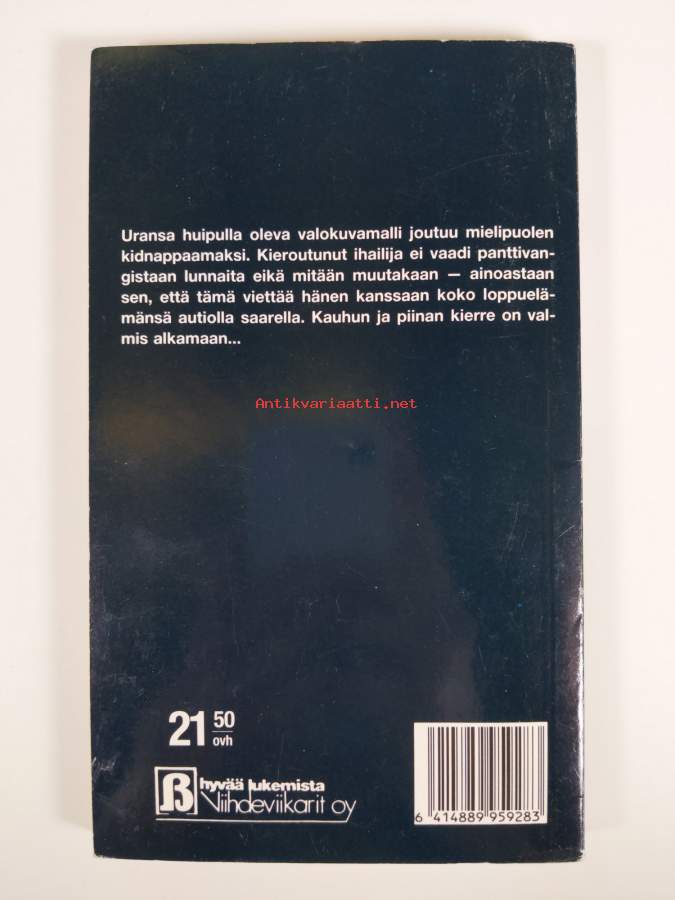 Uransa huipulla oleva valokuvamalli joutuu mielipuolen
kidnappaamaksi. Kieroutunut ihailija ei vaadi panttivan-
gistaan lunnaita eikä mitään muutakaan — ainoastaan
sen, että tämä viettää hänen kanssaan koko loppuelä-
mänsä autiolla saarella. Kauhun ja piinan kierre on val-
mis alkamaan...
Antikvariaatti.net
21 50
ovh
ß hyvää lukemista
Viihdeviikarit oy
6 414889 959283